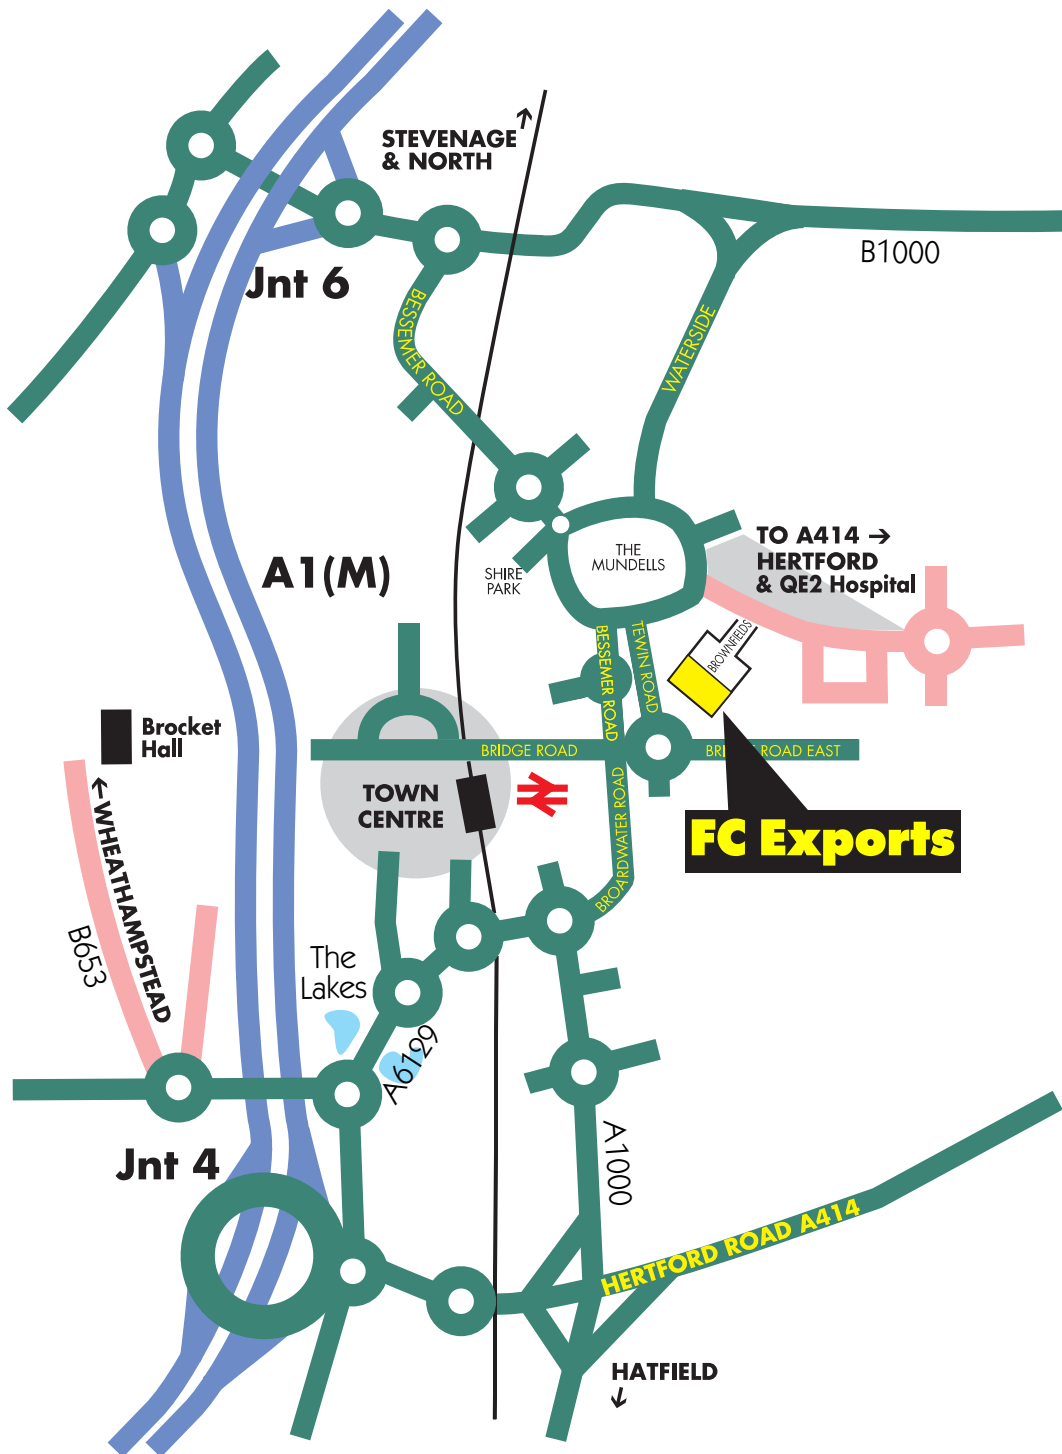 STEVENAGE
& NORTH
B1000
Jnt 6
BESSEMER ROAD
WATERSIDE
A1(M)
SHIRE
PARK
THE
MUNDELLS
TO A414 →
HERTFORD
& QE2 Hospital
BROWNFIELDS
BESSEMER ROAD
TEWIN ROAD
Brocket
Hall
BRIDGE ROAD
BRIDGE ROAD EAST
TOWN
CENTRE
BROARDWATER ROAD
FC Exports
←WHEATHAMPSTEAD
B653
The
Lakes
A6129
Jnt 4
A1000
HERTFORD ROAD A414
HATFIELD